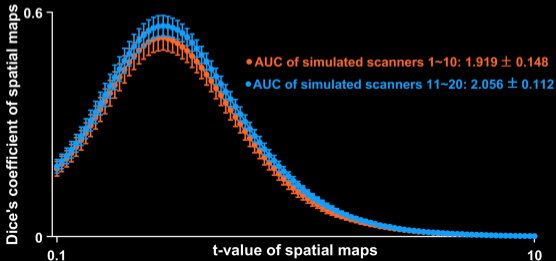 0.6
Dice's coefficient of spatial maps
AUC of simulated scanners 1~10: 1.919 ± 0.148
AUC of simulated scanners 11~20: 2.056 ± 0.112
0
0.1
t-value of spatial maps
10